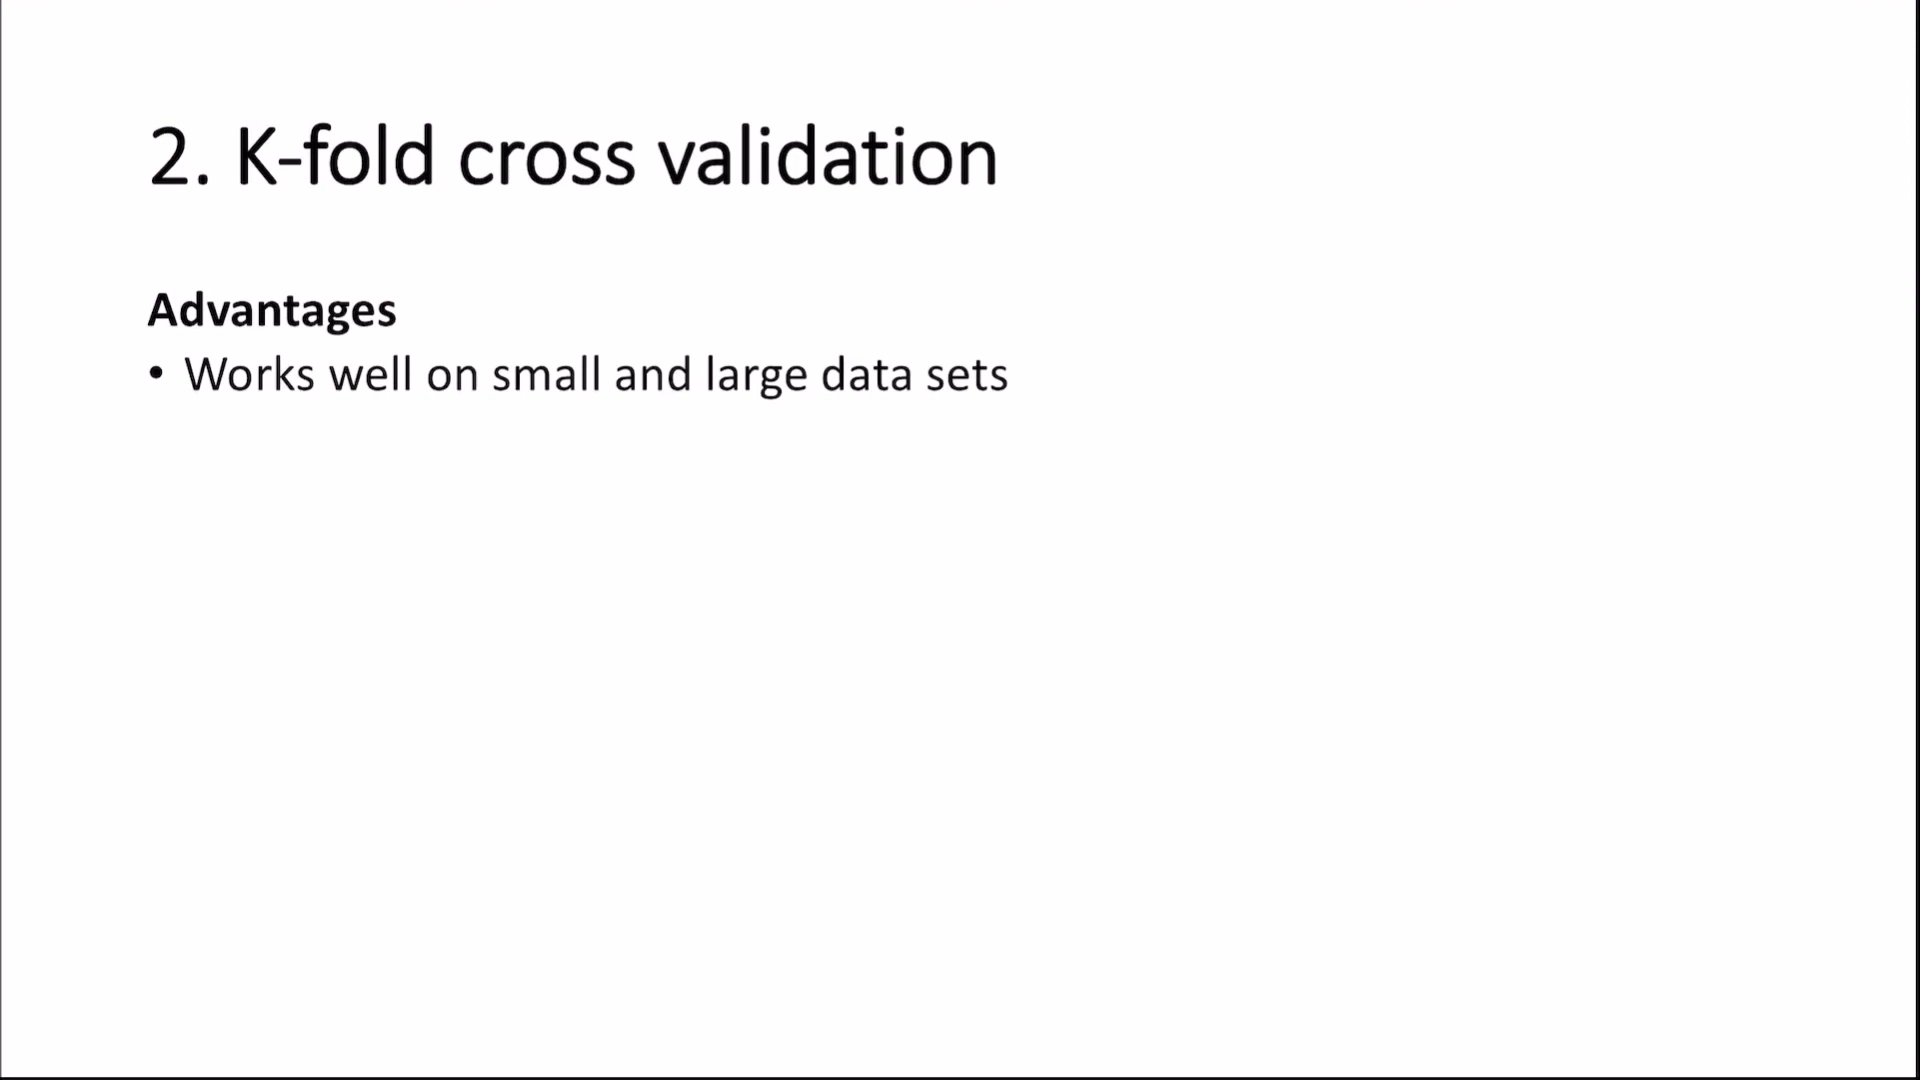 2. K-fold cross validation
Advantages
• Works well on small and large data sets